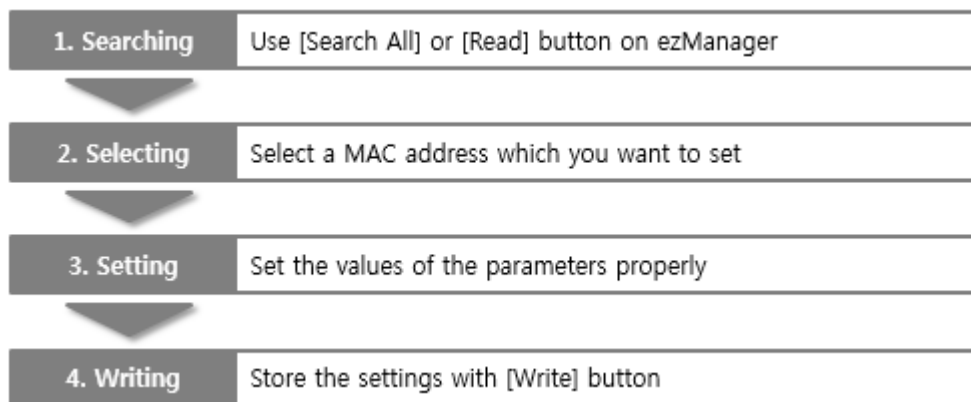 1. Searching Use [Search All] or [Read] button on ezManager
2. Selecting Select a MAC address which you want to set
3. Setting Set the values of the parameters properly
4. Writing Store the settings with [Write] button